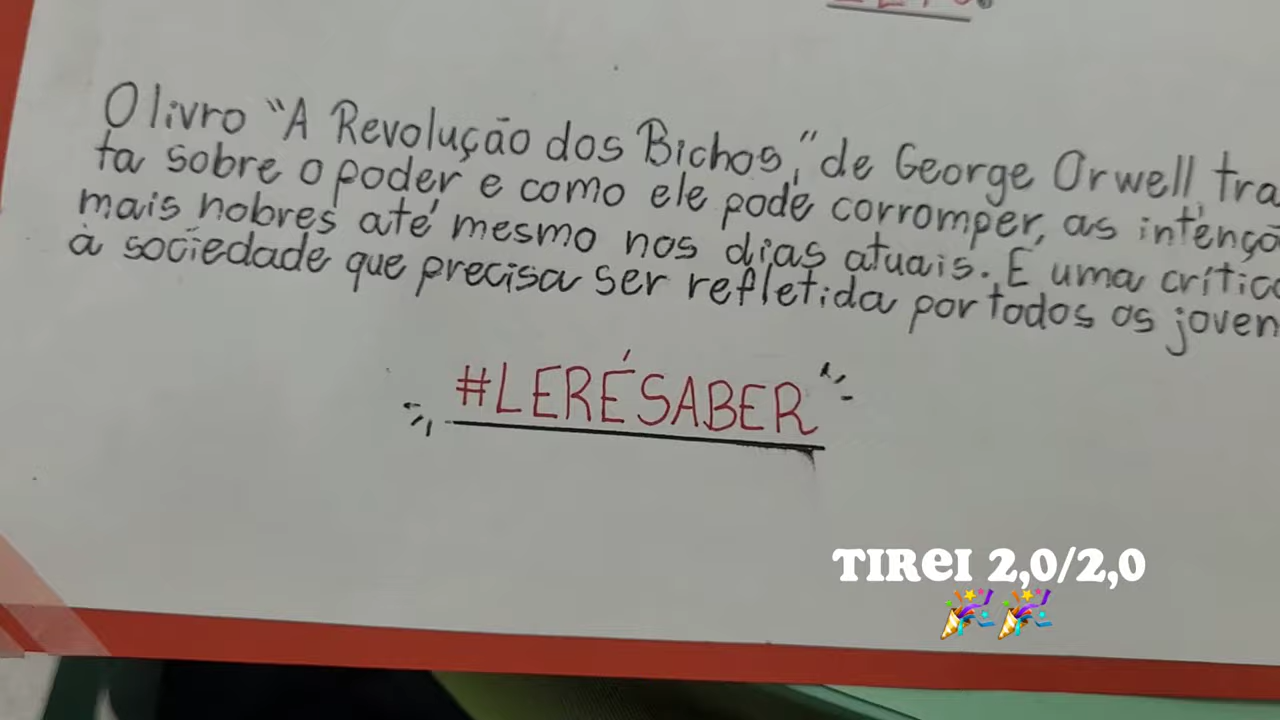 O livro "A Revolução dos Bichos," de George Orwell, tra
ta sobre o poder e como ele pode corromper, as intençõ
mais nobres até mesmo nos dias atuais. É uma crítica
à sociedade que precisa ser refletida por todos os joven
#LERÉSABER
TIREI 2,0/2,0
🎉🎉